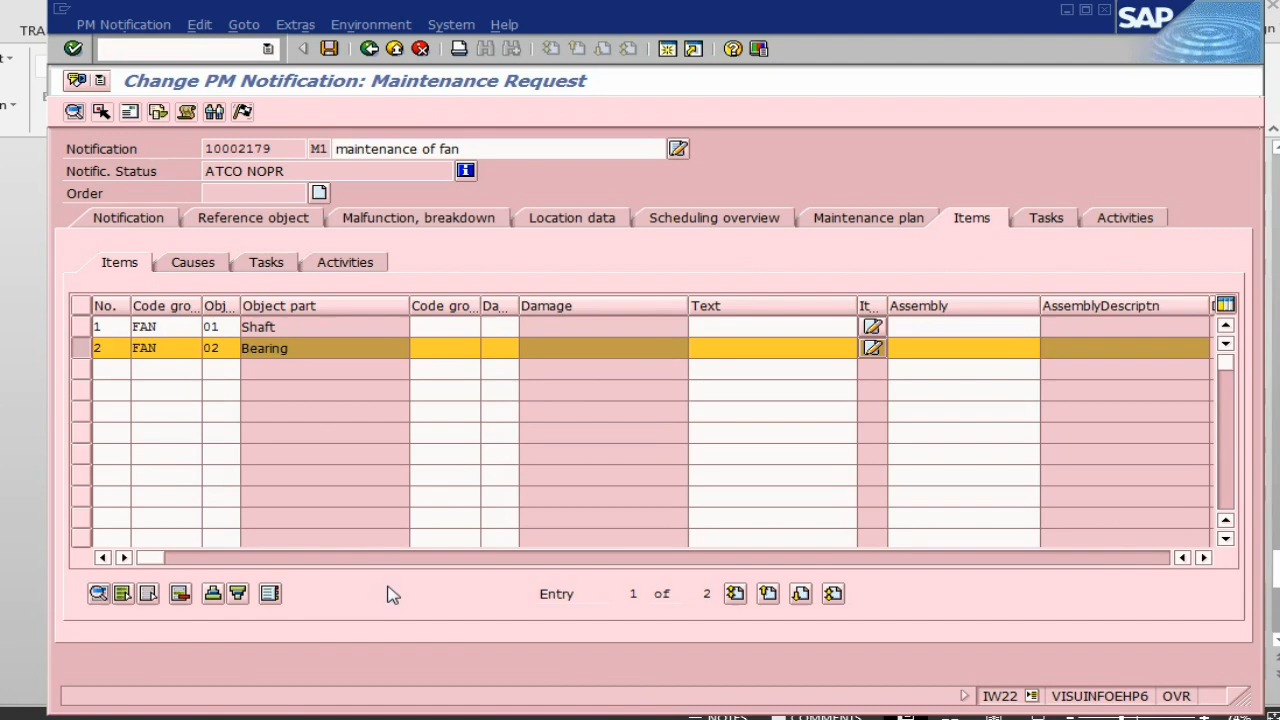 PM Notification Edit Goto Extras Environment System Help
SAP
Change PM Notification: Maintenance Request
Notification 10002179 M1 maintenance of fan
Notific. Status ATCO NOPR
Order
Notification Reference object Malfunction, breakdown Location data Scheduling overview Maintenance plan Items Tasks Activities
Items Causes Tasks Activities
No. Code gro... Obj... Object part Code gro... Da... Damage Text It... Assembly AssemblyDescriptn
1 FAN 01 Shaft
2 FAN 02 Bearing
Entry 1 of 2
IW22 VISUINFOEHP6 OVR
NOTES COMMENTS